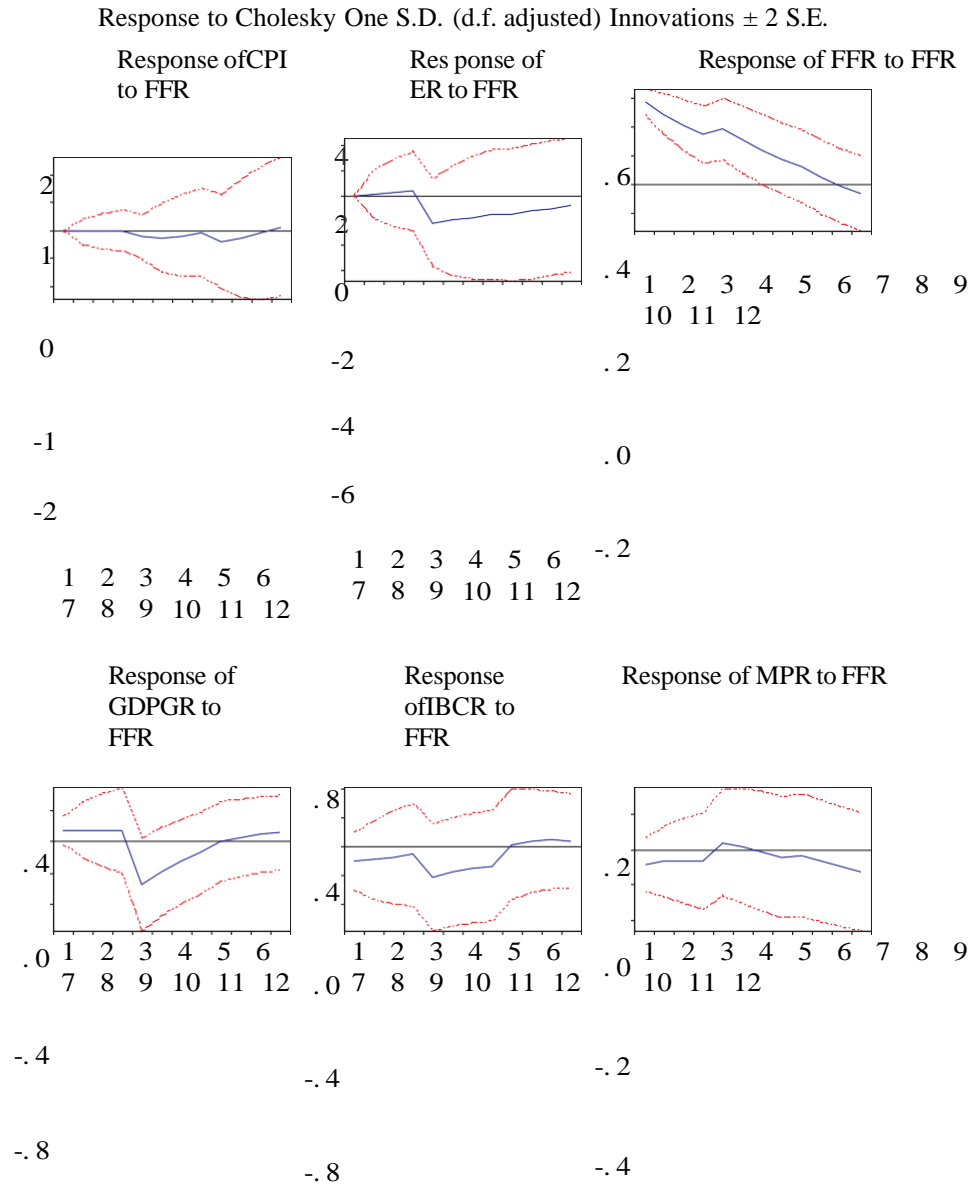 Response to Cholesky One S.D. (d.f. adjusted) Innovations ± 2 S.E.
Response ofCPI
to FFR
2
1
0
-1
-2
1 2 3 4 5 6
7 8 9 10 11 12
Res ponse of
ER to FFR
4
2
0
-2
-4
-6
1 2 3 4 5 6
7 8 9 10 11 12
Response of FFR to FFR
. 6
. 4
. 2
. 0
-. 2
1 2 3 4 5 6 7 8 9
10 11 12
Response of
GDPGR to
FFR
. 4
. 0
-. 4
-. 8
1 2 3 4 5 6
7 8 9 10 11 12
Response
ofIBCR to
FFR
. 8
. 4
. 0
-. 4
-. 8
1 2 3 4 5 6
7 8 9 10 11 12
Response of MPR to FFR
. 2
. 0
-. 2
-. 4
1 2 3 4 5 6 7 8 9
10 11 12